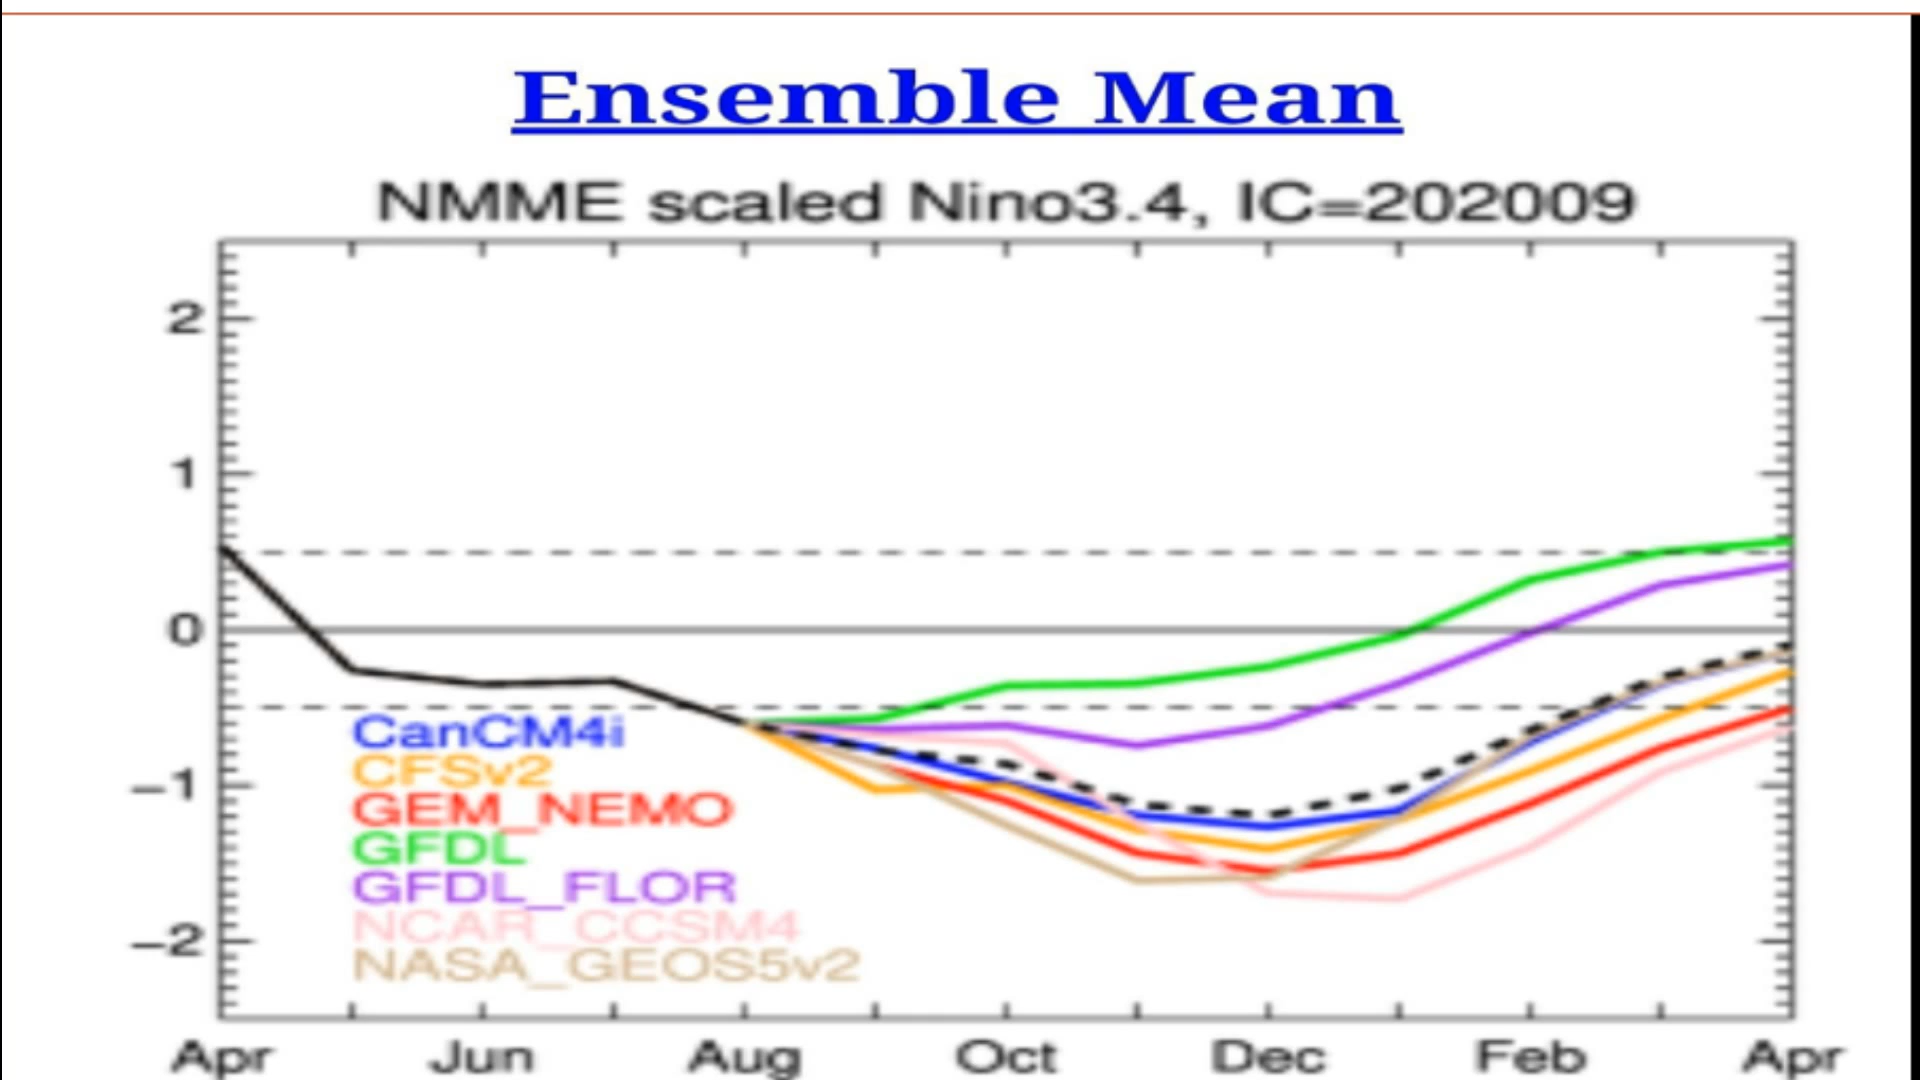 Ensemble Mean
NMME scaled Nino3.4, IC=202009
2
1
0
−1
−2
CanCM4i
CFSv2
GEM_NEMO
GFDL
GFDL_FLOR
NCAR_CCSM4
NASA_GEOS5v2
Apr Jun Aug Oct Dec Feb Apr